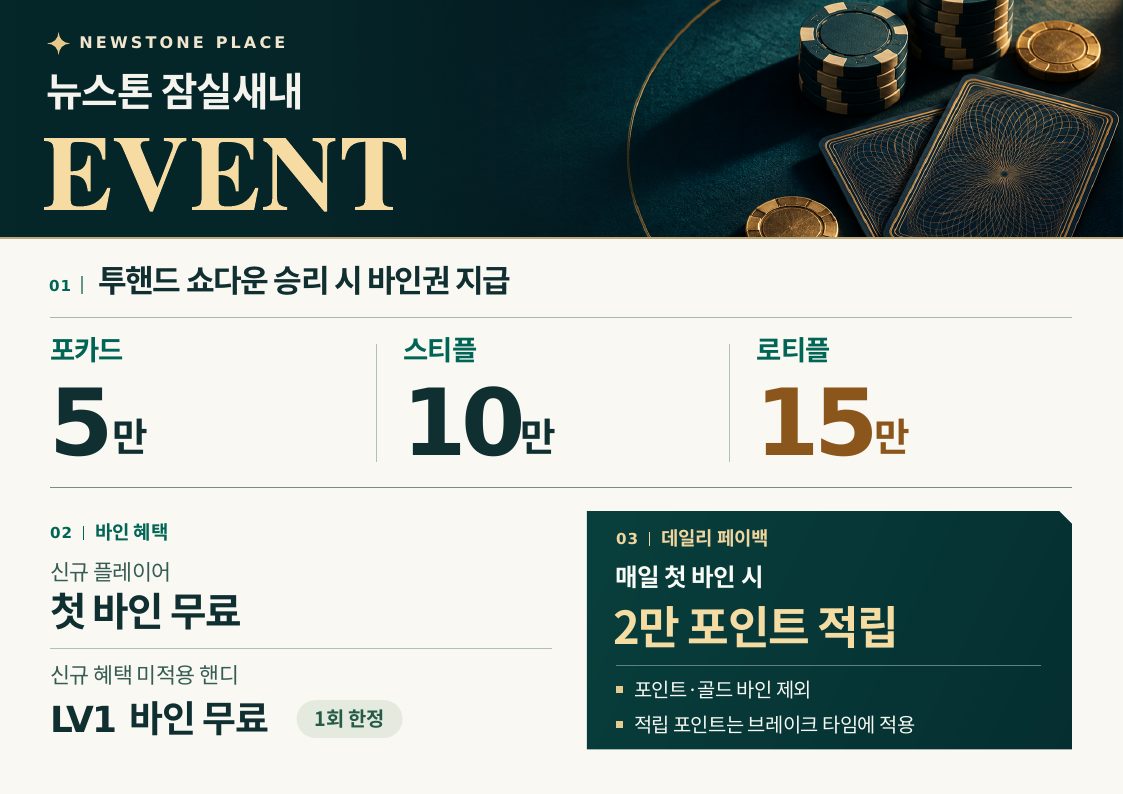 NEWSTONE PLACE
뉴스톤 잠실새내
EVENT
01 | 투핸드 쇼다운 승리 시 바인권 지급
포카드
5만
스티플
10만
로티플
15만
02 | 바인 혜택
신규 플레이어
첫 바인 무료
신규 혜택 미적용 핸디
LV1 바인 무료 1회 한정
03 | 데일리 페이백
매일 첫 바인 시
2만 포인트 적립
포인트·골드 바인 제외
적립 포인트는 브레이크 타임에 적용